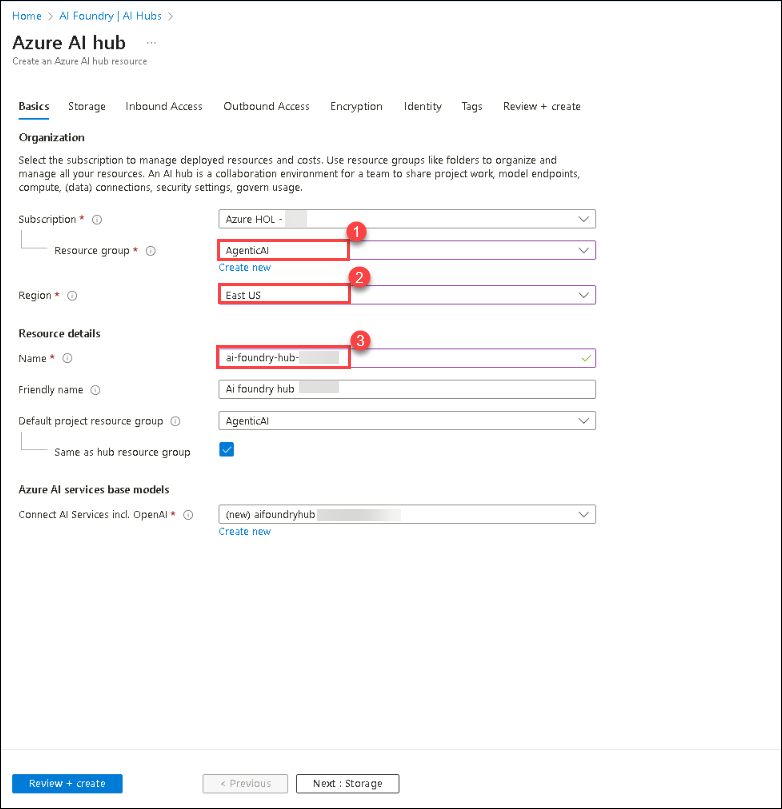 Home > AI Foundry | AI Hubs >
Azure AI hub ...
Create an Azure AI hub resource
Basics Storage Inbound Access Outbound Access Encryption Identity Tags Review + create
Organization
Select the subscription to manage deployed resources and costs. Use resource groups like folders to organize and
manage all your resources. An AI hub is a collaboration environment for a team to share project work, model endpoints,
compute, (data) connections, security settings, govern usage.
Subscription * Azure HOL -
1
Resource group * AgenticAI
Create new
2
Region * East US
Resource details
3
Name * ai-foundry-hub-
Friendly name Ai foundry hub
Default project resource group AgenticAI
Same as hub resource group
Azure AI services base models
Connect AI Services incl. OpenAI * (new) aifoundryhub
Create new
Review + create < Previous Next : Storage